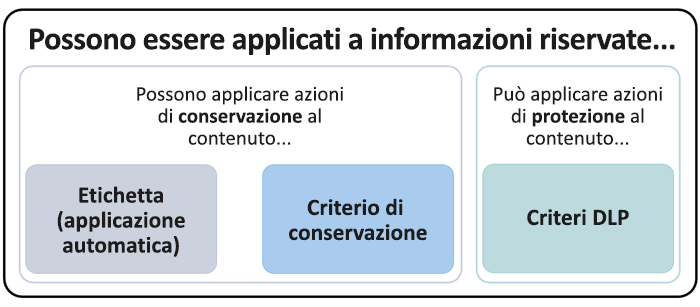 Possono essere applicati a informazioni riservate...
Possono applicare azioni
di conservazione al
contenuto...
Etichetta
(applicazione
automatica)
Criterio di
conservazione
Può applicare azioni
di protezione al
contenuto...
Criteri DLP